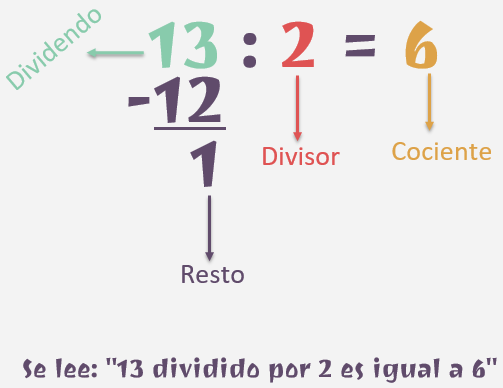 Dividendo
13 : 2 = 6
-12
1
Divisor
Cociente
Resto
Se lee: "13 dividido por 2 es igual a 6"